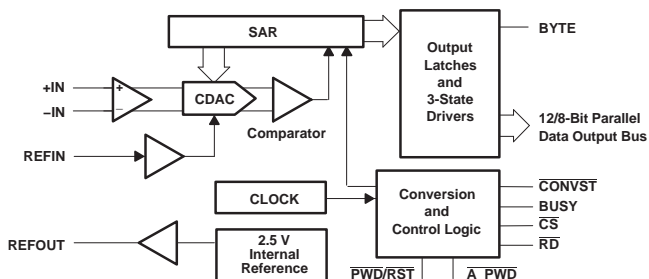 SAR
BYTE
Output
Latches
and
3-State
Drivers
+IN
+
−IN
−
CDAC
Comparator
12/8-Bit Parallel
Data Output Bus
REFIN
CLOCK
Conversion
and
Control Logic
CONVST
BUSY
CS
RD
REFOUT
2.5 V
Internal
Reference
PWD/RST
A_PWD